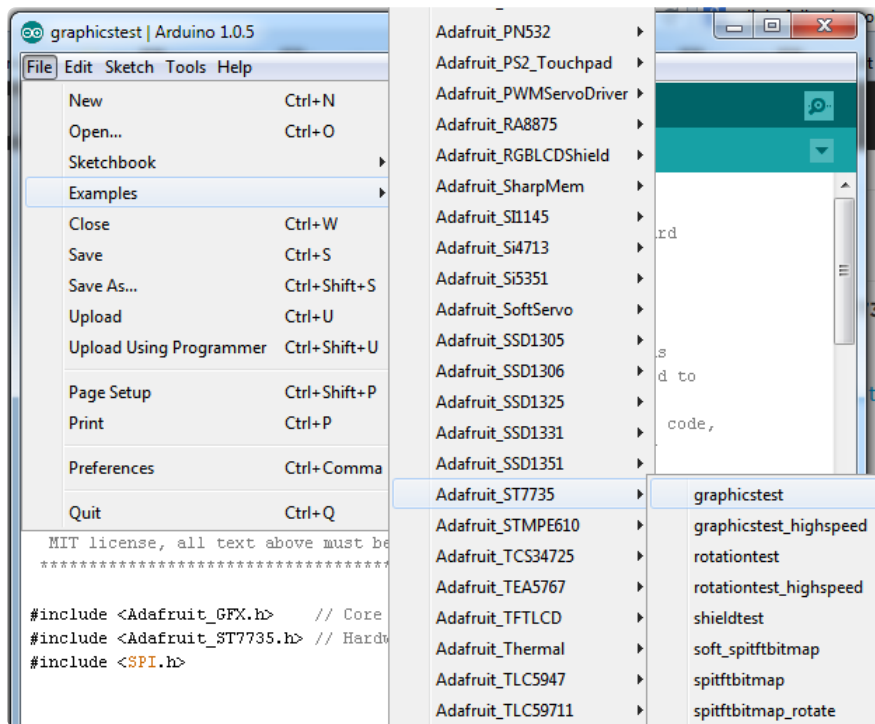 graphicstest | Arduino 1.0.5
File Edit Sketch Tools Help
New Ctrl+N
Open... Ctrl+O
Sketchbook
Examples
Close Ctrl+W
Save Ctrl+S
Save As... Ctrl+Shift+S
Upload Ctrl+U
Upload Using Programmer Ctrl+Shift+U
Page Setup Ctrl+Shift+P
Print Ctrl+P
Preferences Ctrl+Comma
Quit Ctrl+Q
Adafruit_PN532
Adafruit_PS2_Touchpad
Adafruit_PWMServoDriver
Adafruit_RA8875
Adafruit_RGBLCDShield
Adafruit_SharpMem
Adafruit_SI1145
Adafruit_Si4713
Adafruit_Si5351
Adafruit_SoftServo
Adafruit_SSD1305
Adafruit_SSD1306
Adafruit_SSD1325
Adafruit_SSD1331
Adafruit_SSD1351
Adafruit_ST7735
Adafruit_STMPE610
Adafruit_TCS34725
Adafruit_TEA5767
Adafruit_TFTLCD
Adafruit_Thermal
Adafruit_TLC5947
Adafruit_TLC59711
graphicstest
graphicstest_highspeed
rotationtest
rotationtest_highspeed
shieldtest
soft_spitftbitmap
spitftbitmap
spitftbitmap_rotate
d to
code,
MIT license, all text above must be
**************************************
#include <Adafruit_GFX.h> // Core
#include <Adafruit_ST7735.h> // Hardw
#include <SPI.h>